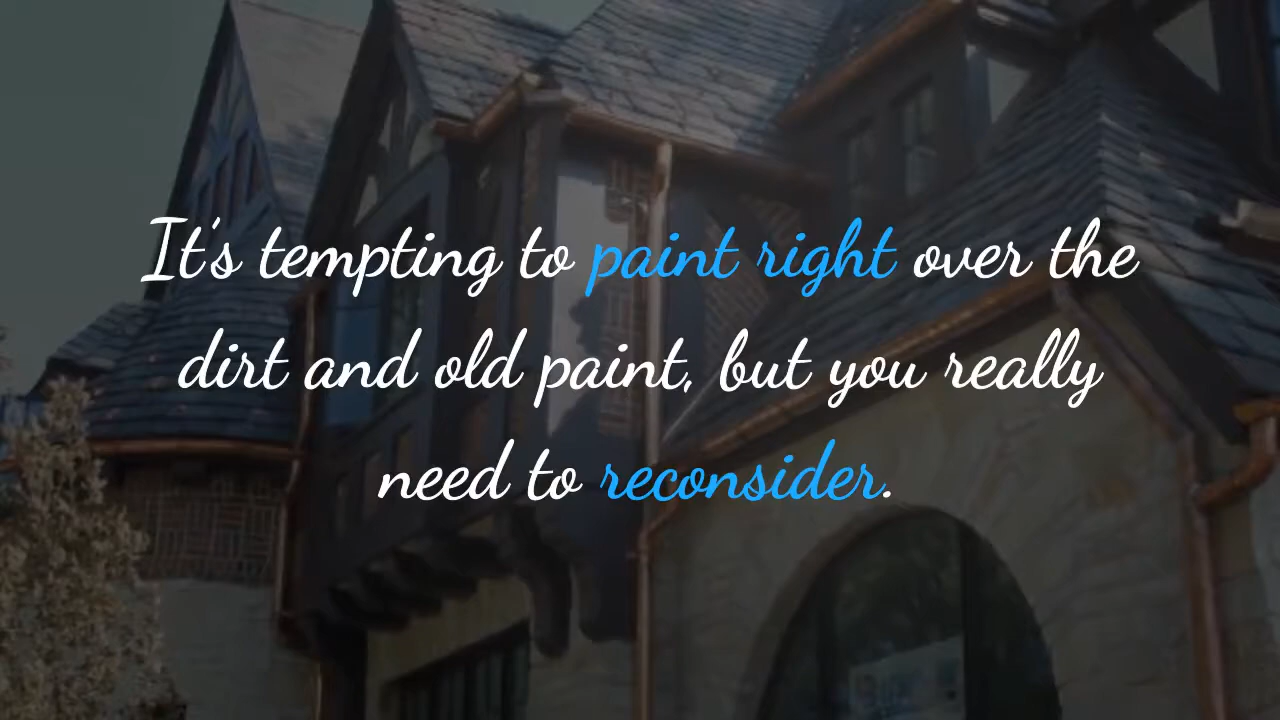 It's tempting to paint right over the
dirt and old paint, but you really
need to reconsider.